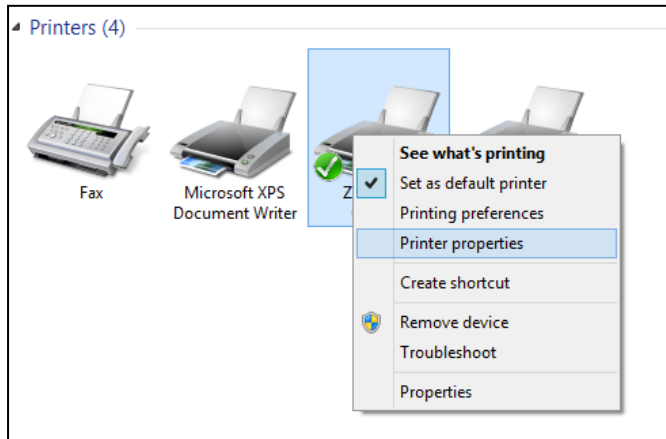 Printers (4)
Fax
Microsoft XPS
Document Writer
See what's printing
Set as default printer
Printing preferences
Printer properties
Create shortcut
Remove device
Troubleshoot
Properties